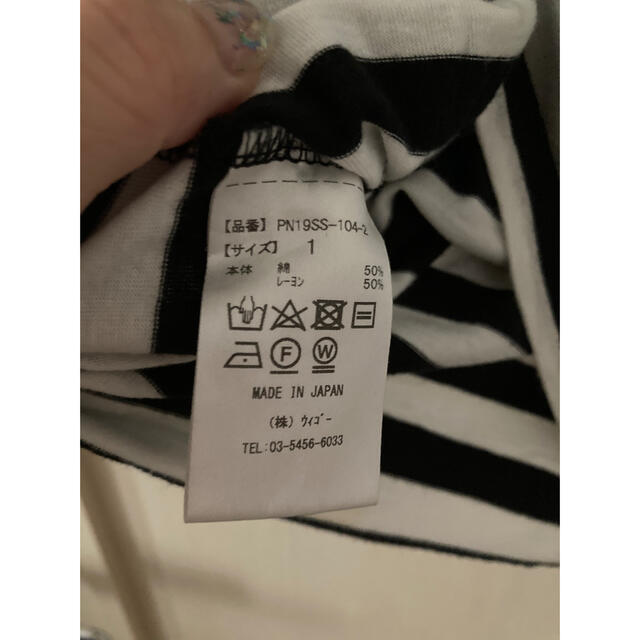 【品番】 PN19SS-104-2
【サイズ】 1
本体 綿 50%
レーヨン 50%
F W
MADE IN JAPAN
(株) ウィゴー
TEL:03-5456-6033